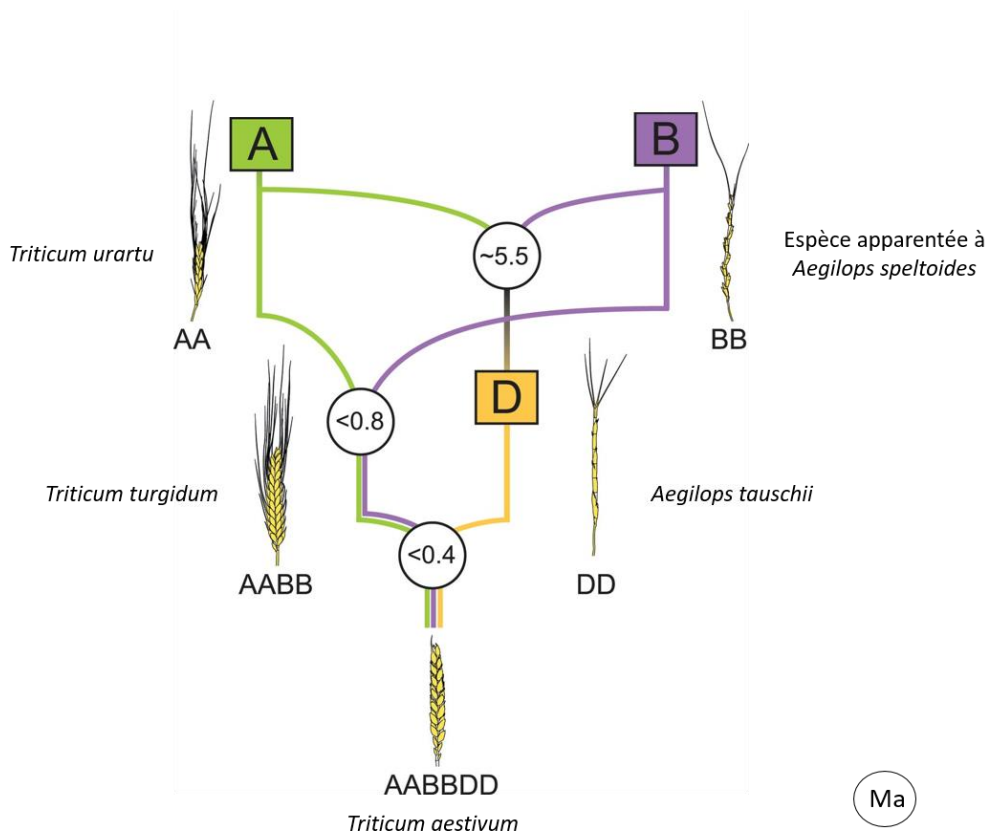 A
B
Triticum urartu
~5.5
Espèce apparentée à
Aegilops speltoides
AA
BB
<0.8
D
Triticum turgidum
Aegilops tauschii
<0.4
AABB
DD
AABBDD
Triticum aestivum
Ma